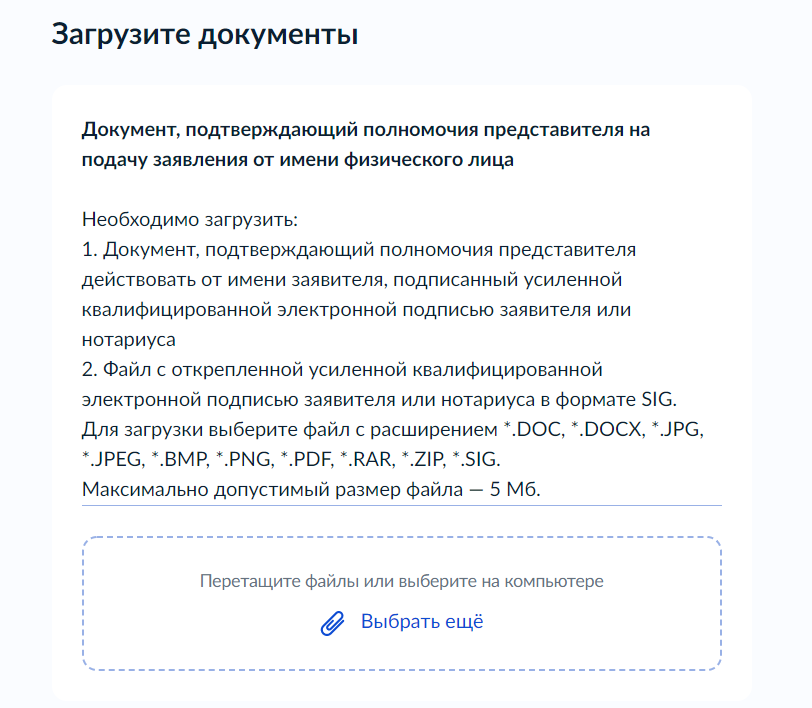 Загрузите документы
Документ, подтверждающий полномочия представителя на
подачу заявления от имени физического лица
Необходимо загрузить:
1. Документ, подтверждающий полномочия представителя
действовать от имени заявителя, подписанный усиленной
квалифицированной электронной подписью заявителя или
нотариуса
2. Файл с открепленной усиленной квалифицированной
электронной подписью заявителя или нотариуса в формате SIG.
Для загрузки выберите файл с расширением *.DOC, *.DOCX, *.JPG,
*.JPEG, *.BMP, *.PNG, *.PDF, *.RAR, *.ZIP, *.SIG.
Максимально допустимый размер файла — 5 Мб.
Перетащите файлы или выберите на компьютере
Выбрать ещё